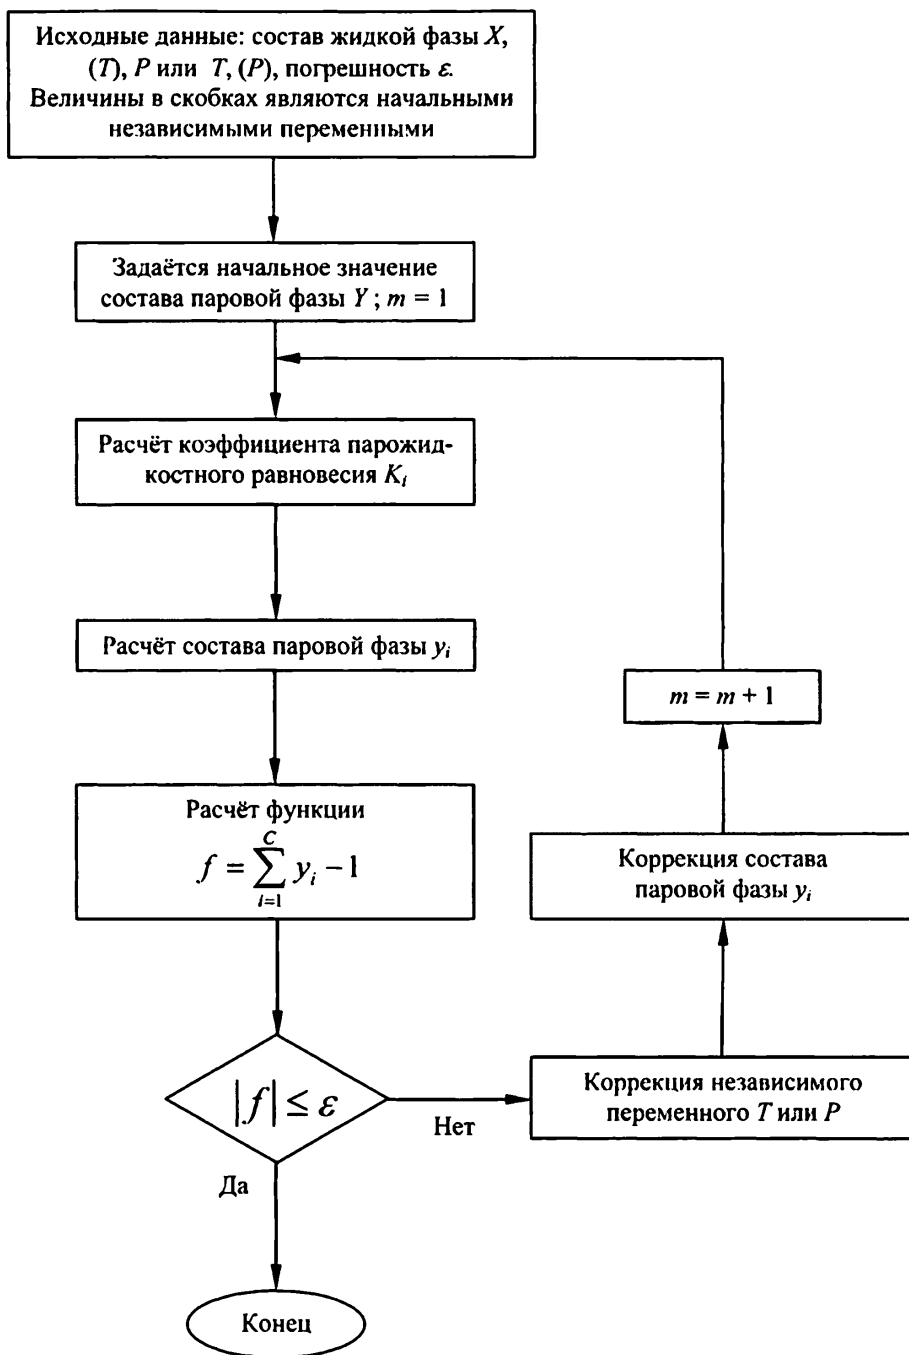 Исходные данные: состав жидкой фазы X,
(T), P или T, (P), погрешность ε.
Величины в скобках являются начальными
независимыми переменными
Задаётся начальное значение
состава паровой фазы Y ; m = 1
Расчёт коэффициента парожид-
костного равновесия Kᵢ
Расчёт состава паровой фазы yᵢ
Расчёт функции
f = ∑_{i=1}^{C} yᵢ − 1
|f| ≤ ε
Нет
Да
Конец
Коррекция независимого
переменного T или P
Коррекция состава
паровой фазы yᵢ
m = m + 1